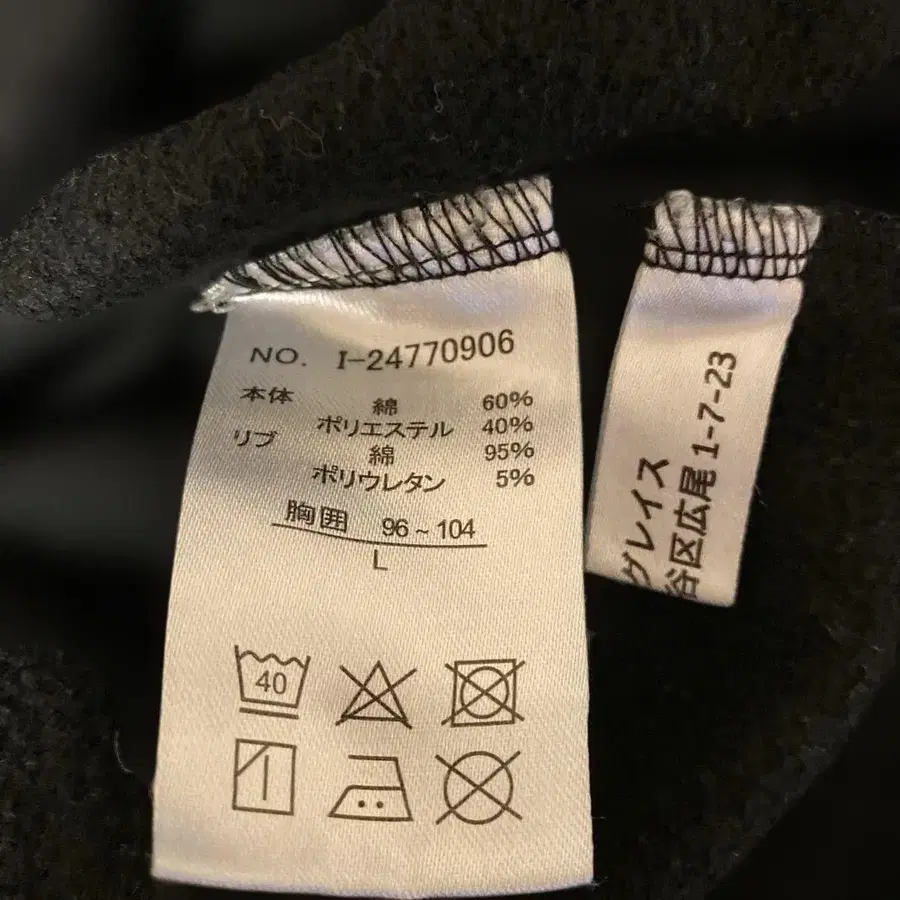 NO. I-24770906
本体 綿 60%
ポリエステル 40%
リブ 綿 95%
ポリウレタン 5%
胸囲 96~104
L
40
グレイス
谷区広尾 1-7-23